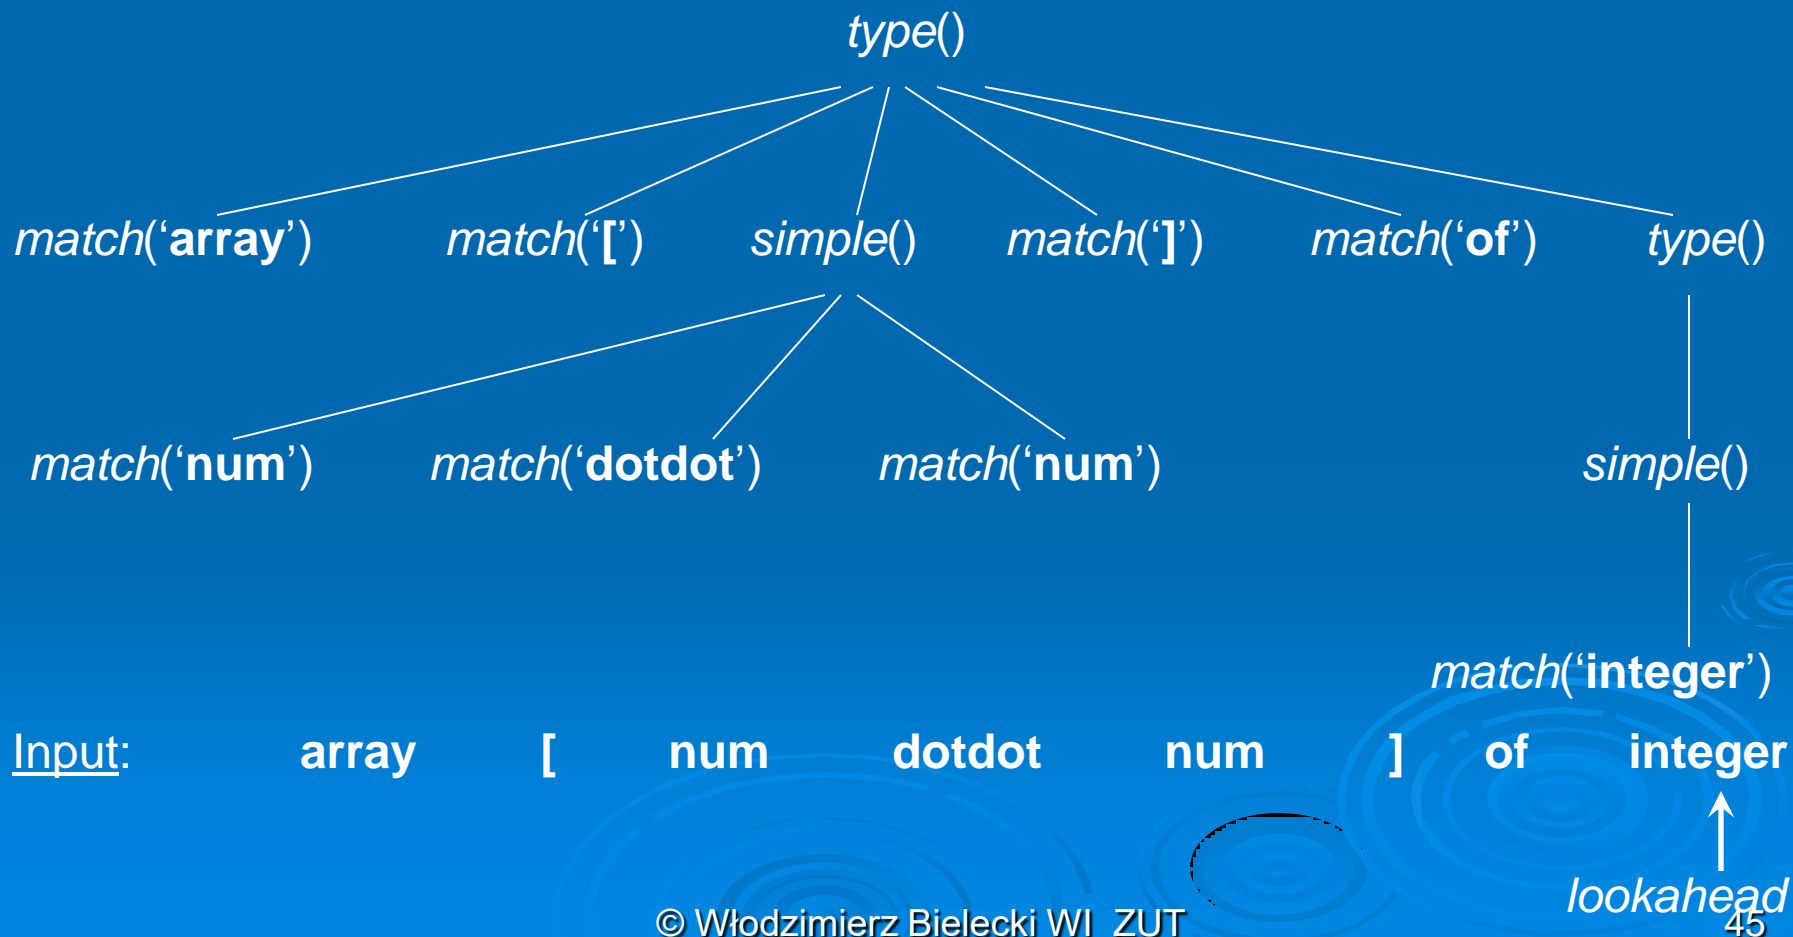 type()
match(‘array’) match(‘[’) simple() match(‘]’) match(‘of’) type()
match(‘num’) match(‘dotdot’) match(‘num’) simple()
match(‘integer’)
Input: array [ num dotdot num ] of integer
lookahead
© Włodzimierz Bielecki WI ZUT 45